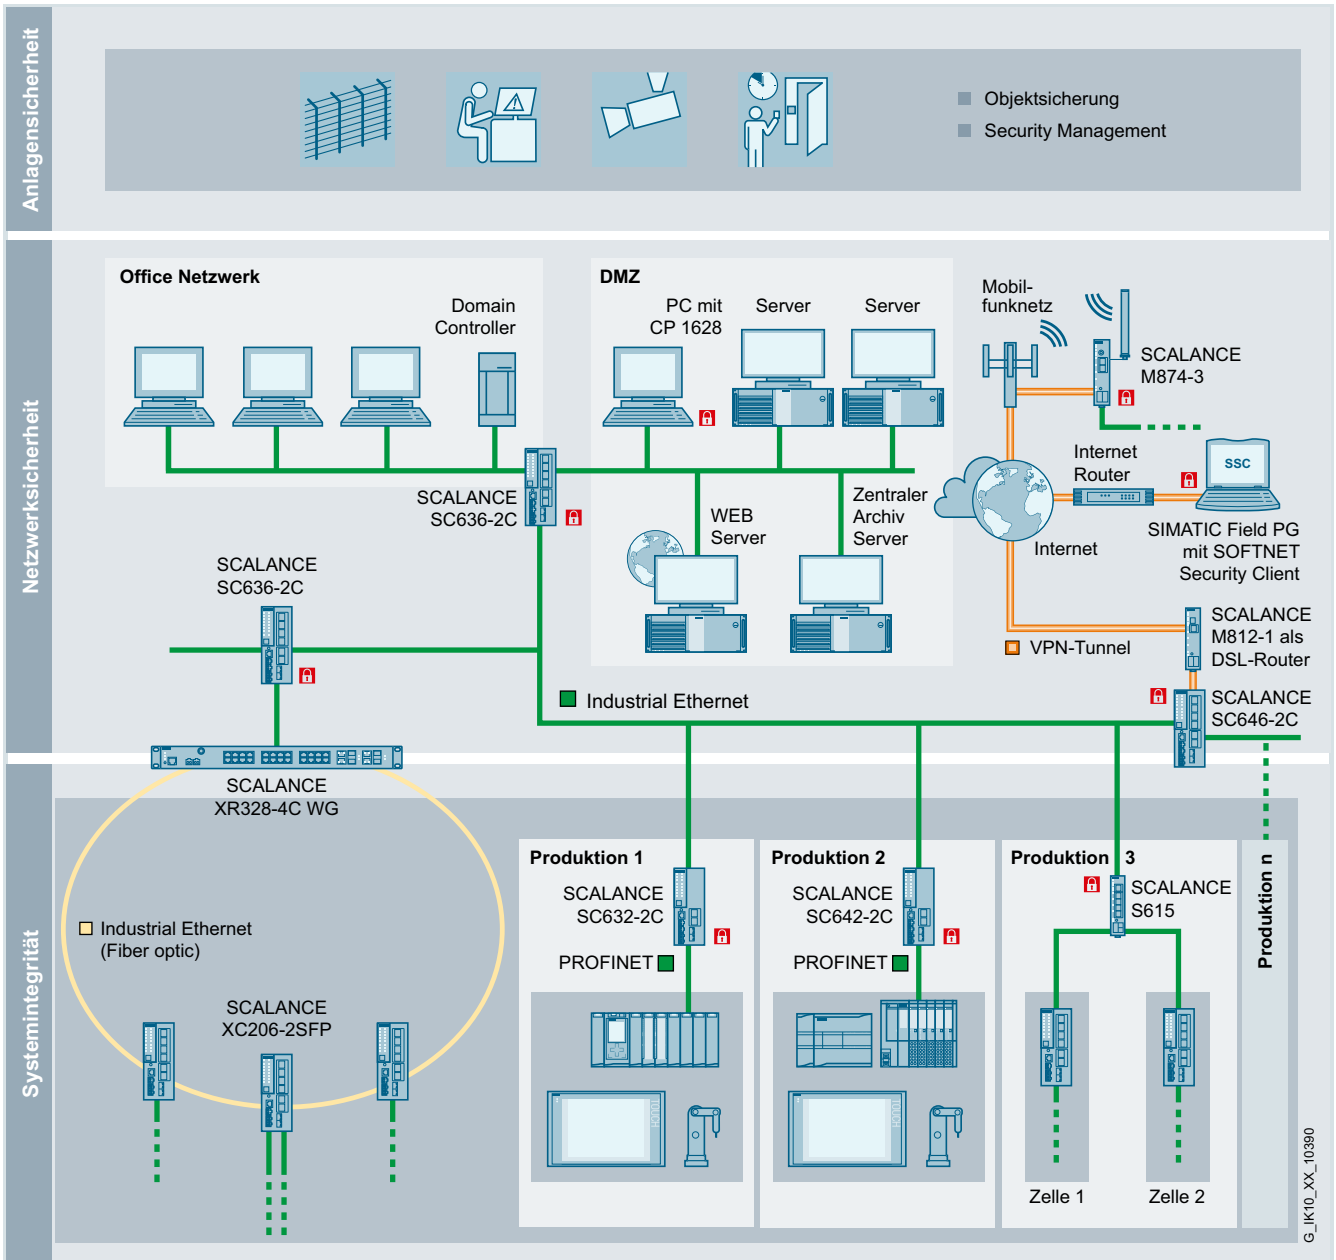 Anlagensicherheit
Objektsicherung
Security Management
Netzwerksicherheit
Office Netzwerk
Domain
Controller
DMZ
PC mit
CP 1628
Server
Server
Mobil-
funknetz
SCALANCE
M874-3
SCALANCE
SC636-2C
WEB
Server
Zentraler
Archiv
Server
Internet
Router
SSC
Internet
SIMATIC Field PG
mit SOFTNET
Security Client
SCALANCE
SC636-2C
VPN-Tunnel
SCALANCE
M812-1 als
DSL-Router
Industrial Ethernet
SCALANCE
SC646-2C
Systemintegrität
SCALANCE
XR328-4C WG
Industrial Ethernet
(Fiber optic)
SCALANCE
XC206-2SFP
Produktion 1
SCALANCE
SC632-2C
PROFINET
Produktion 2
SCALANCE
SC642-2C
PROFINET
Produktion 3
SCALANCE
S615
Zelle 1
Zelle 2
Produktion n
G_IK10_XX_10390